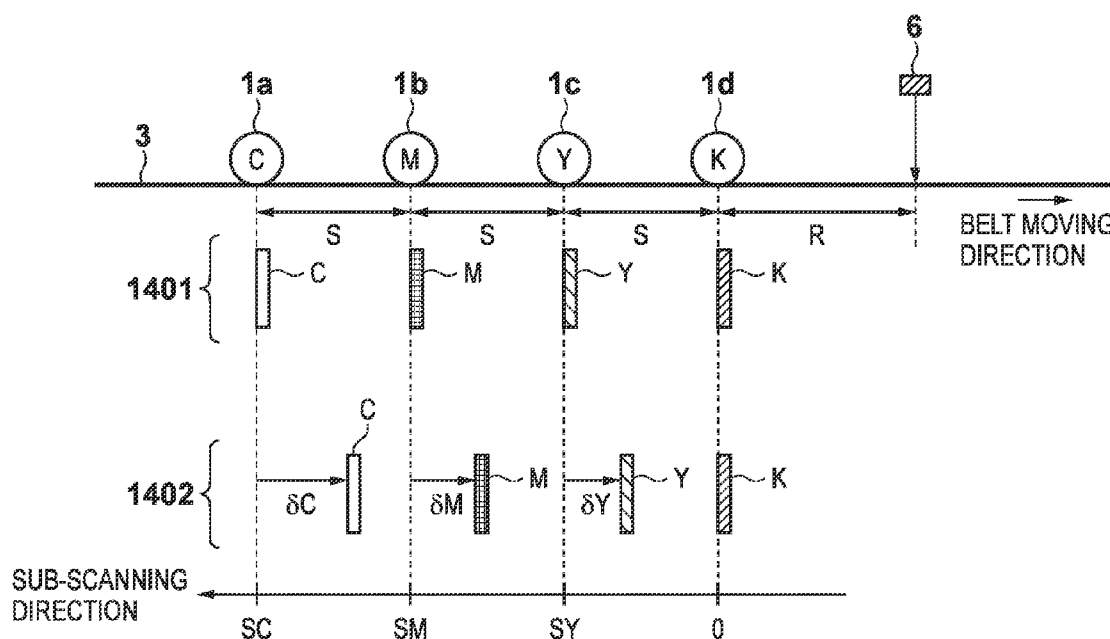 6
1a 1b 1c 1d
3
C M Y K
S S S R
BELT MOVING
DIRECTION
1401
C M Y K
C
1402
δC δM M δY Y K
SUB-SCANNING
DIRECTION
SC SM SY 0